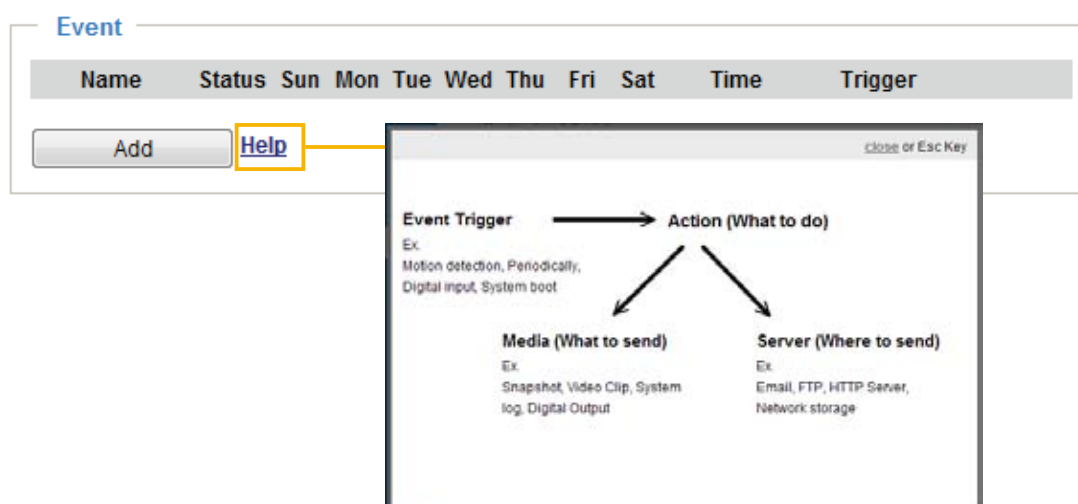 Event
Name Status Sun Mon Tue Wed Thu Fri Sat Time Trigger
Add Help
close or Esc Key
Event Trigger Action (What to do)
Ex.
Motion detection, Periodically,
Digital input, System boot
Media (What to send)
Ex.
Snapshot, Video Clip, System
log, Digital Output
Server (Where to send)
Ex.
Email, FTP, HTTP Server,
Network storage